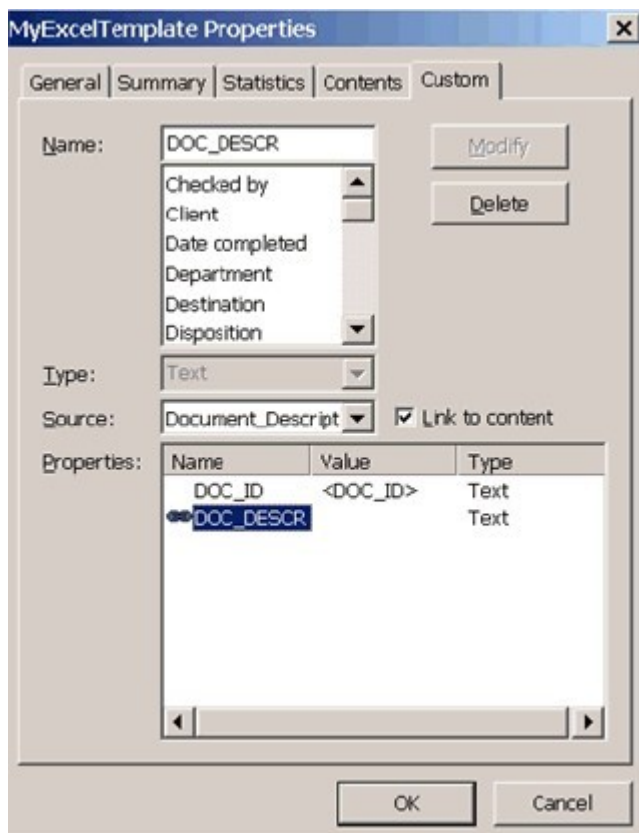 MyExcelTemplate Properties
General Summary Statistics Contents Custom
Name: DOC_DESCR Modify
Checked by
Client
Delete
Date completed
Department
Destination
Disposition
Type: Text
Source: Document_Descript Link to content
Properties: Name Value Type
DOC_ID <DOC_ID> Text
DOC_DESCR Text
OK Cancel